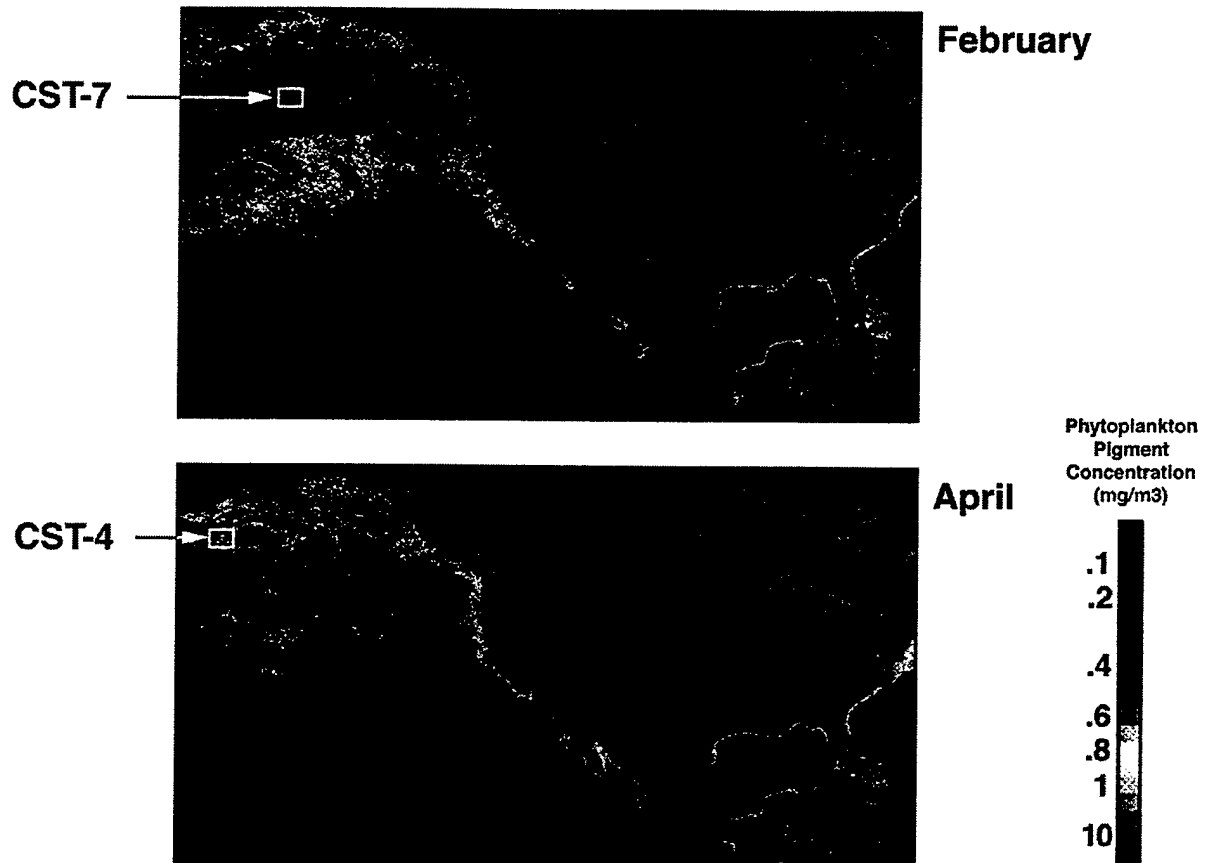 February
CST-7
April
CST-4
Phytoplankton
Pigment
Concentration
(mg/m3)
.1
.2
.4
.6
.8
1
10